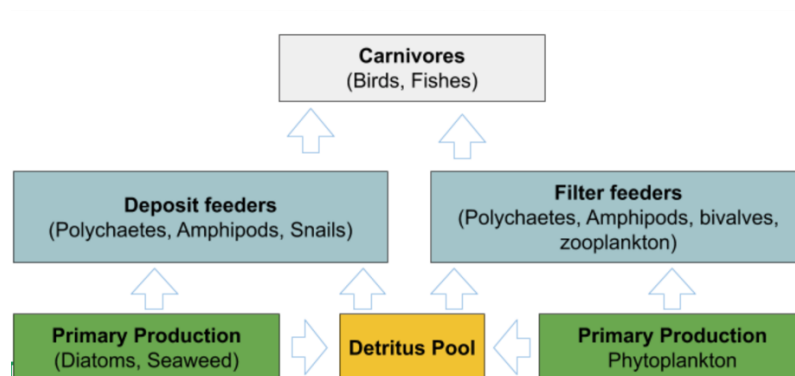 Carnivores
(Birds, Fishes)
Deposit feeders
(Polychaetes, Amphipods, Snails)
Filter feeders
(Polychaetes, Amphipods, bivalves,
zooplankton)
Primary Production
(Diatoms, Seaweed)
Detritus Pool
Primary Production
Phytoplankton